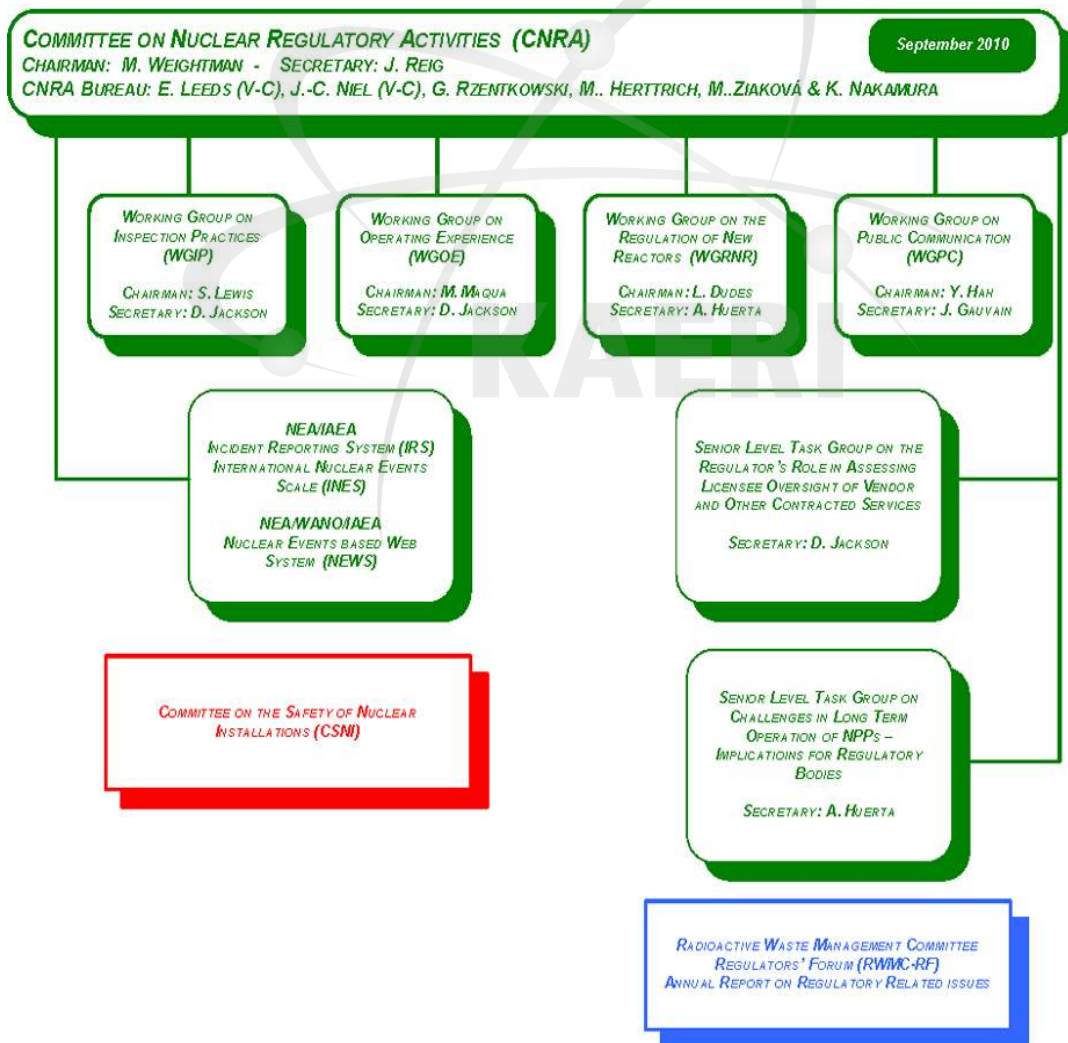 COMMITTEE ON NUCLEAR REGULATORY ACTIVITIES (CNRA)
September 2010
CHAIRMAN: M. WEIGHTMAN - SECRETARY: J. REIG
CNRA BUREAU: E. LEEDS (V-C), J.-C. NIEL (V-C), G. RZENTKOWSKI, M.. HERTTRICH, M..ZIAKOVÁ & K. NAKAMURA
WORKING GROUP ON
INSPECTION PRACTICES
(WGIP)
CHAIRMAN: S. LEWIS
SECRETARY: D. JACKSON
WORKING GROUP ON
OPERATING EXPERIENCE
(WGOE)
CHAIRMAN: M. MAQUA
SECRETARY: D. JACKSON
WORKING GROUP ON THE
REGULATION OF NEW
REACTORS (WGRNR)
CHAIRMAN: L. DUDES
SECRETARY: A. HUERTA
WORKING GROUP ON
PUBLIC COMMUNICATION
(WGPC)
CHAIRMAN: Y. HAH
SECRETARY: J. GAUVAIN
KAERI
NEA/IAEA
INCIDENT REPORTING SYSTEM (IRS)
INTERNATIONAL NUCLEAR EVENTS
SCALE (INES)
NEA/WANO/IAEA
NUCLEAR EVENTS BASED WEB
SYSTEM (NEWS)
SENIOR LEVEL TASK GROUP ON THE
REGULATOR'S ROLE IN ASSESSING
LICENSEE OVERSIGHT OF VENDOR
AND OTHER CONTRACTED SERVICES
SECRETARY: D. JACKSON
COMMITTEE ON THE SAFETY OF NUCLEAR
INSTALLATIONS (CSNI)
SENIOR LEVEL TASK GROUP ON
CHALLENGES IN LONG TERM
OPERATION OF NPPS –
IMPLICATIOINS FOR REGULATORY
BODIES
SECRETARY: A. HUERTA
RADIOACTIVE WASTE MANAGEMENT COMMITTEE
REGULATORS' FORUM (RWMC-RF)
ANNUAL REPORT ON REGULATORY RELATED ISSUES